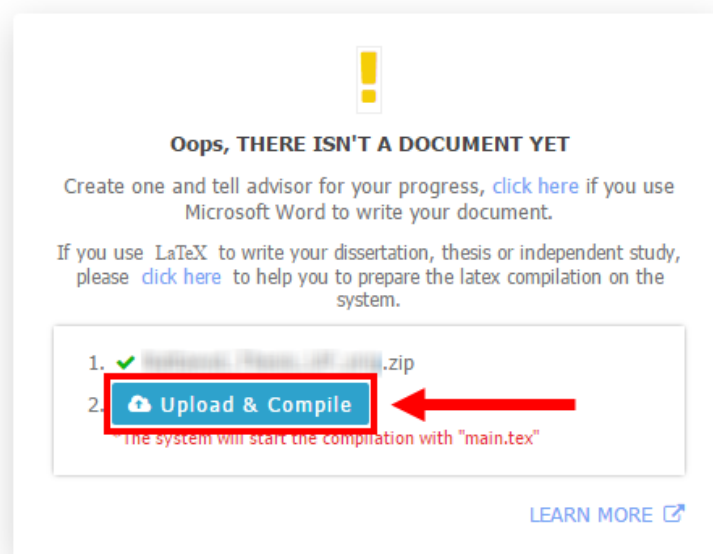 Oops, THERE ISN'T A DOCUMENT YET
Create one and tell advisor for your progress, click here if you use
Microsoft Word to write your document.
If you use LaTeX to write your dissertation, thesis or independent study,
please click here to help you to prepare the latex compilation on the
system.
1. .zip
2. Upload & Compile
*The system will start the compilation with "main.tex"
LEARN MORE